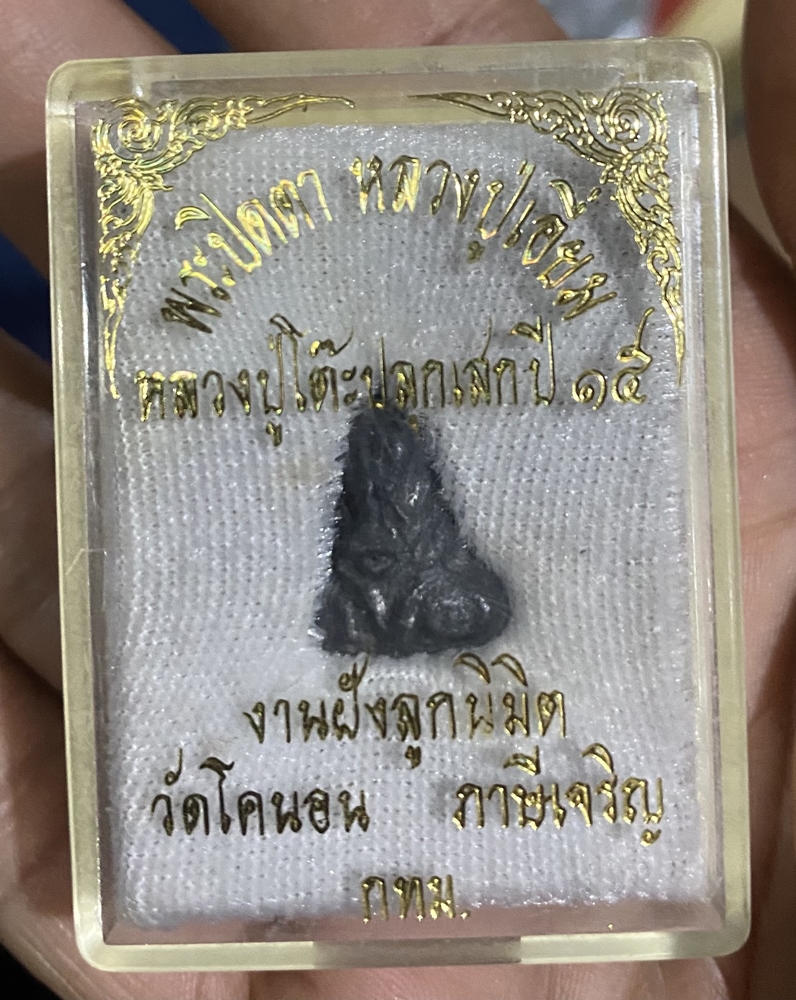 พระปิดตา หลวงปู่เอี่ยม
หลวงปู่โต๊ะปลุกเสกปี ๑๕
งานฝังลูกนิมิต
วัดโคนอน ภาษีเจริญ
กทม.